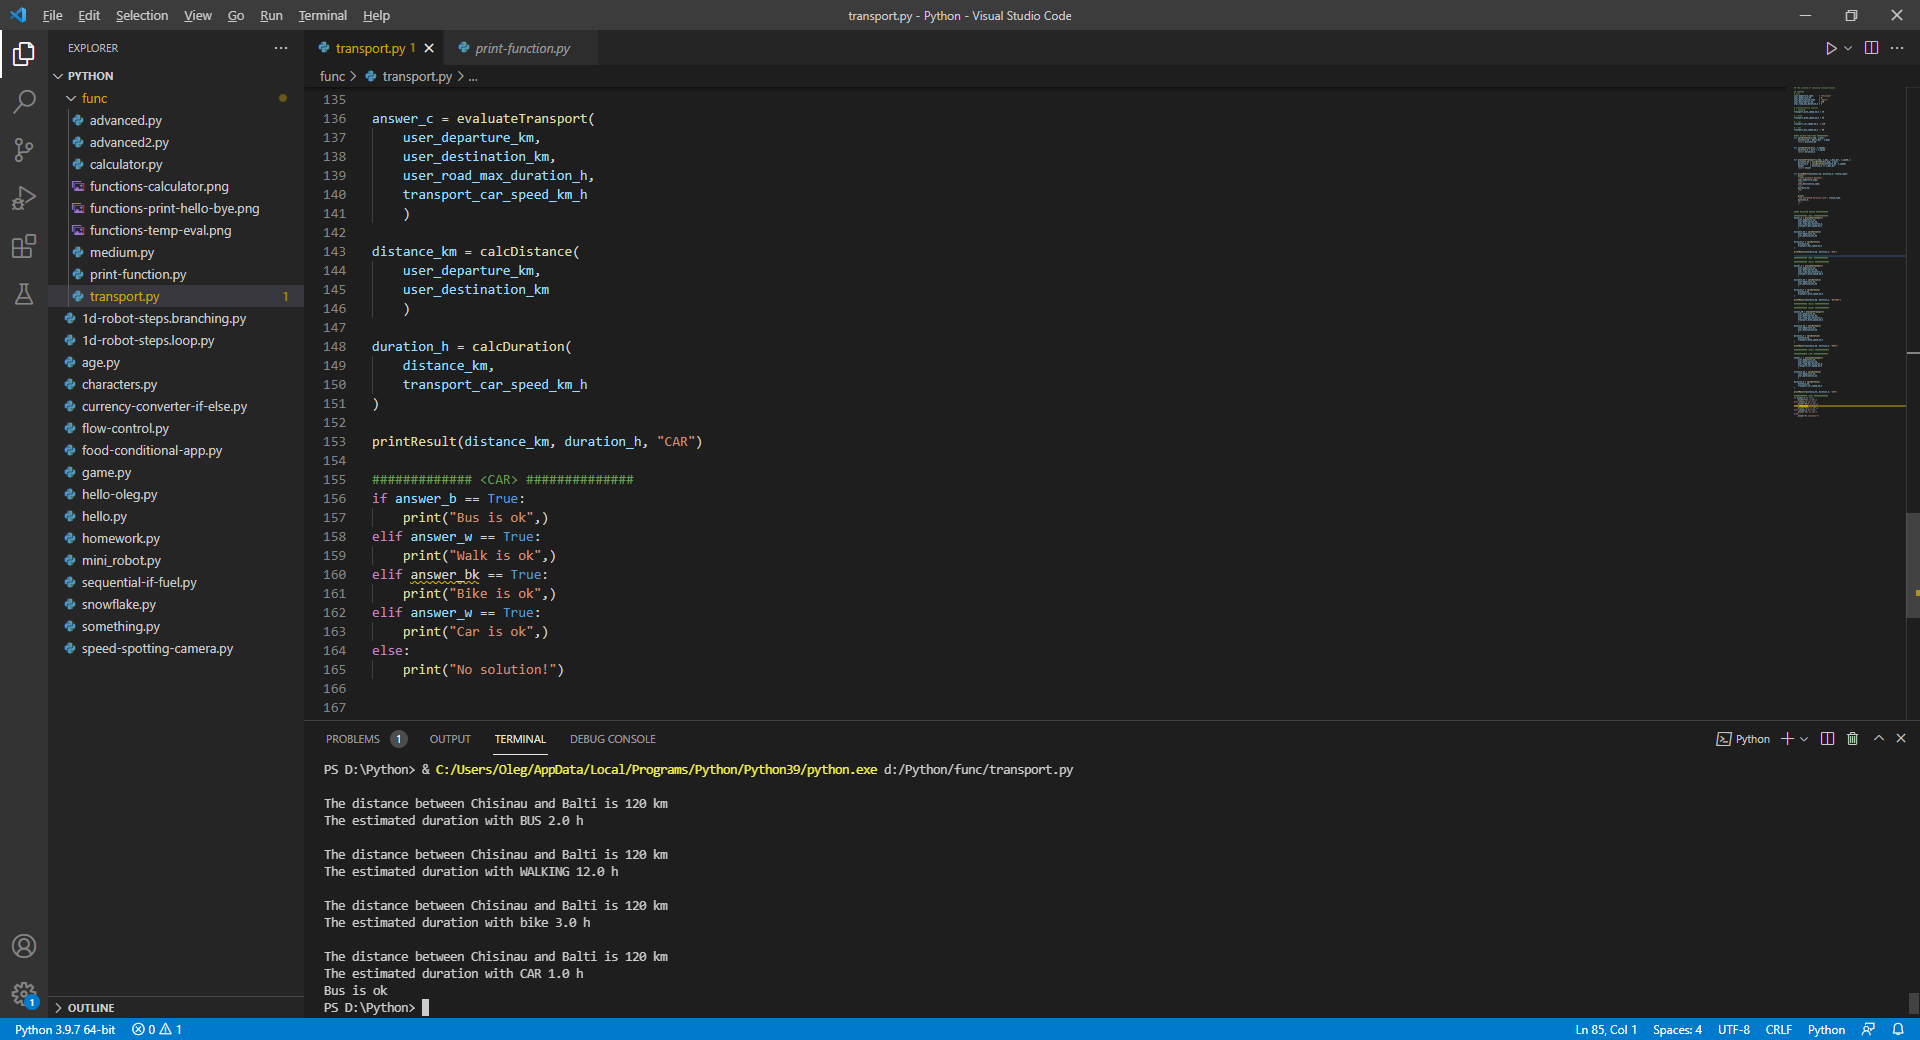 File Edit Selection View Go Run Terminal Help
transport.py - Python - Visual Studio Code
EXPLORER
PYTHON
func
advanced.py
advanced2.py
calculator.py
functions-calculator.png
functions-print-hello-bye.png
functions-temp-eval.png
medium.py
print-function.py
transport.py 1
1d-robot-steps.branching.py
1d-robot-steps.loop.py
age.py
characters.py
currency-converter-if-else.py
flow-control.py
food-conditional-app.py
game.py
hello-oleg.py
hello.py
homework.py
mini_robot.py
sequential-if-fuel.py
snowflake.py
something.py
speed-spotting-camera.py
OUTLINE
transport.py 1 print-function.py
func > transport.py > ...
135
136 answer_c = evaluateTransport(
137 user_departure_km,
138 user_destination_km,
139 user_road_max_duration_h,
140 transport_car_speed_km_h
141 )
142
143 distance_km = calcDistance(
144 user_departure_km,
145 user_destination_km
146 )
147
148 duration_h = calcDuration(
149 distance_km,
150 transport_car_speed_km_h
151 )
152
153 printResult(distance_km, duration_h, "CAR")
154
155 ############# <CAR> ##############
156 if answer_b == True:
157 print("Bus is ok",)
158 elif answer_w == True:
159 print("Walk is ok",)
160 elif answer_bk == True:
161 print("Bike is ok",)
162 elif answer_w == True:
163 print("Car is ok",)
164 else:
165 print("No solution!")
166
167
PROBLEMS 1 OUTPUT TERMINAL DEBUG CONSOLE
Python
PS D:\Python> & C:/Users/Oleg/AppData/Local/Programs/Python/Python39/python.exe d:/Python/func/transport.py
The distance between Chisinau and Balti is 120 km
The estimated duration with BUS 2.0 h
The distance between Chisinau and Balti is 120 km
The estimated duration with WALKING 12.0 h
The distance between Chisinau and Balti is 120 km
The estimated duration with bike 3.0 h
The distance between Chisinau and Balti is 120 km
The estimated duration with CAR 1.0 h
Bus is ok
PS D:\Python>
1
Python 3.9.7 64-bit 0 1
Ln 85, Col 1 Spaces: 4 UTF-8 CRLF Python